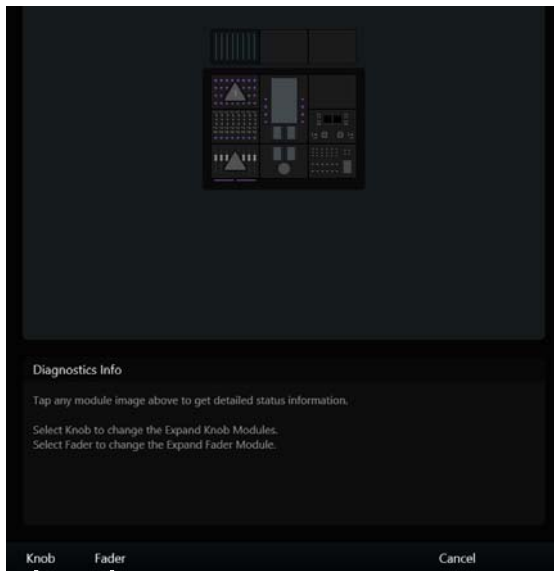 Diagnostics Info
Tap any module image above to get detailed status information.
Select Knob to change the Expand Knob Modules.
Select Fader to change the Expand Fader Module.
Knob Fader Cancel